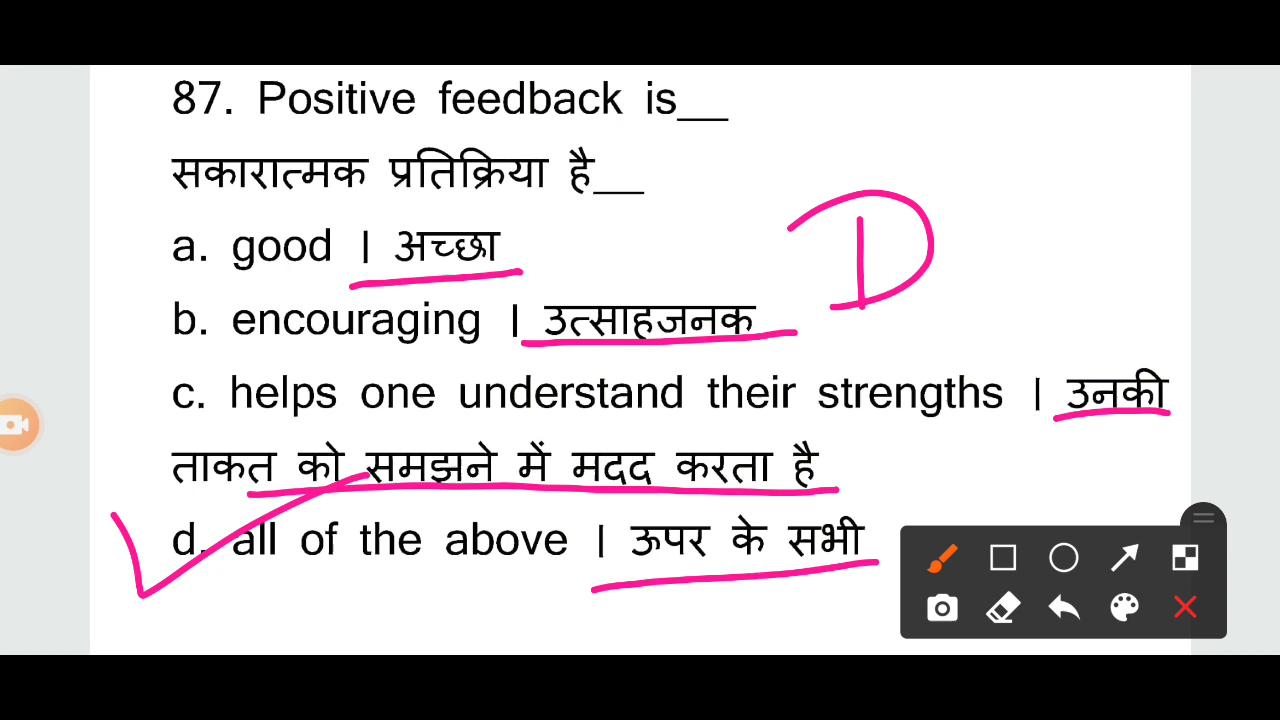 87. Positive feedback is__
सकारात्मक प्रतिक्रिया है__
a. good | अच्छा
b. encouraging | उत्साहजनक
c. helps one understand their strengths | उनकी
ताकत को समझने में मदद करता है
d. all of the above | ऊपर के सभी
D